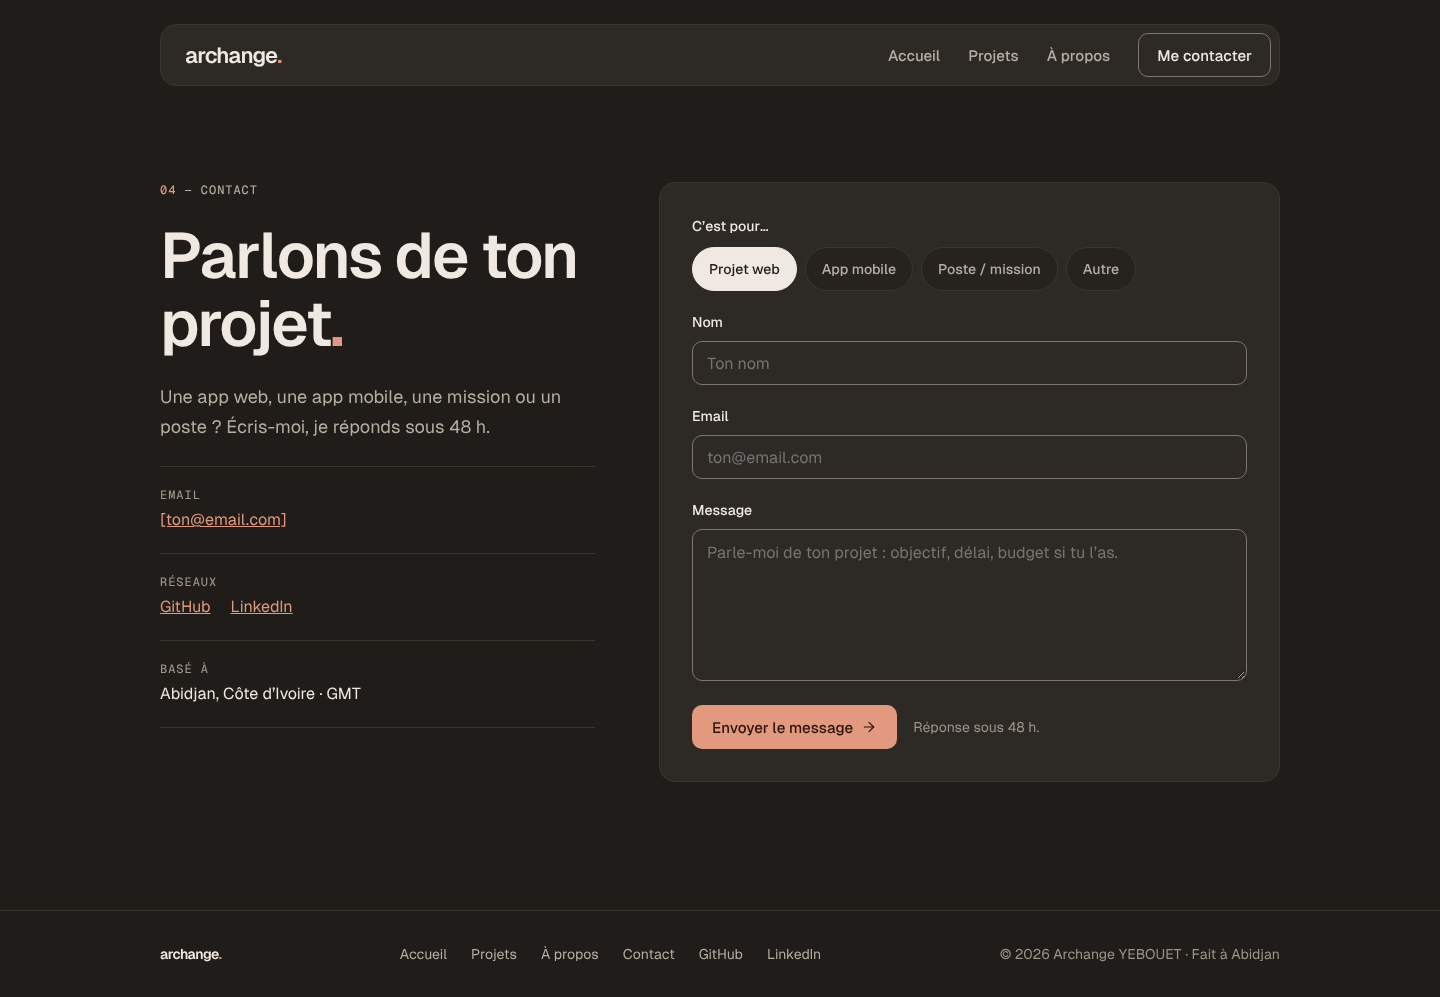 archange.
Accueil Projets À propos Me contacter
04 — CONTACT
Parlons de ton
projet.
Une app web, une app mobile, une mission ou un
poste ? Écris-moi, je réponds sous 48 h.
EMAIL
[ton@email.com]
RÉSEAUX
GitHub LinkedIn
BASÉ À
Abidjan, Côte d’Ivoire · GMT
C’est pour…
Projet web App mobile Poste / mission Autre
Nom
Ton nom
Email
ton@email.com
Message
Parle-moi de ton projet : objectif, délai, budget si tu l’as.
Envoyer le message → Réponse sous 48 h.
archange.
Accueil Projets À propos Contact GitHub LinkedIn
© 2026 Archange YEBOUET · Fait à Abidjan